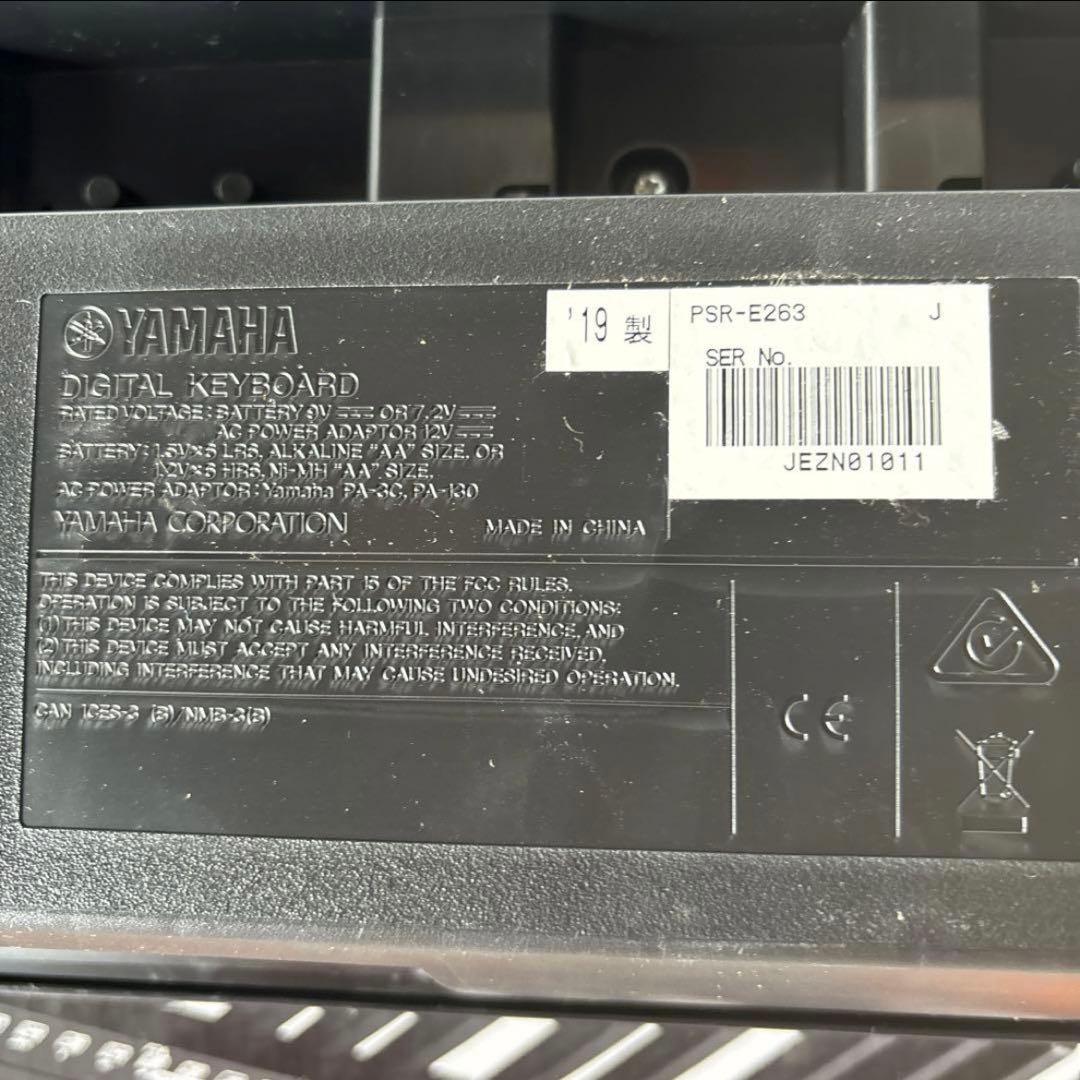 YAMAHA
DIGITAL KEYBOARD
RATED VOLTAGE : BATTERY 9V ⎓ OR 7.2V ⎓
AC POWER ADAPTOR 12V ⎓
BATTERY : 1.5V×6 LR6, ALKALINE "AA" SIZE, OR
1.2V×6 HR6, Ni-MH "AA" SIZE.
AC POWER ADAPTOR : Yamaha PA-3C, PA-130
YAMAHA CORPORATION
MADE IN CHINA
'19 製
PSR-E263 J
SER No.
JEZN01011
THIS DEVICE COMPLIES WITH PART 15 OF THE FCC RULES.
OPERATION IS SUBJECT TO THE FOLLOWING TWO CONDITIONS:
(1) THIS DEVICE MAY NOT CAUSE HARMFUL INTERFERENCE, AND
(2) THIS DEVICE MUST ACCEPT ANY INTERFERENCE RECEIVED,
INCLUDING INTERFERENCE THAT MAY CAUSE UNDESIRED OPERATION.
CAN ICES-3 (B)/NMB-3(B)
CE